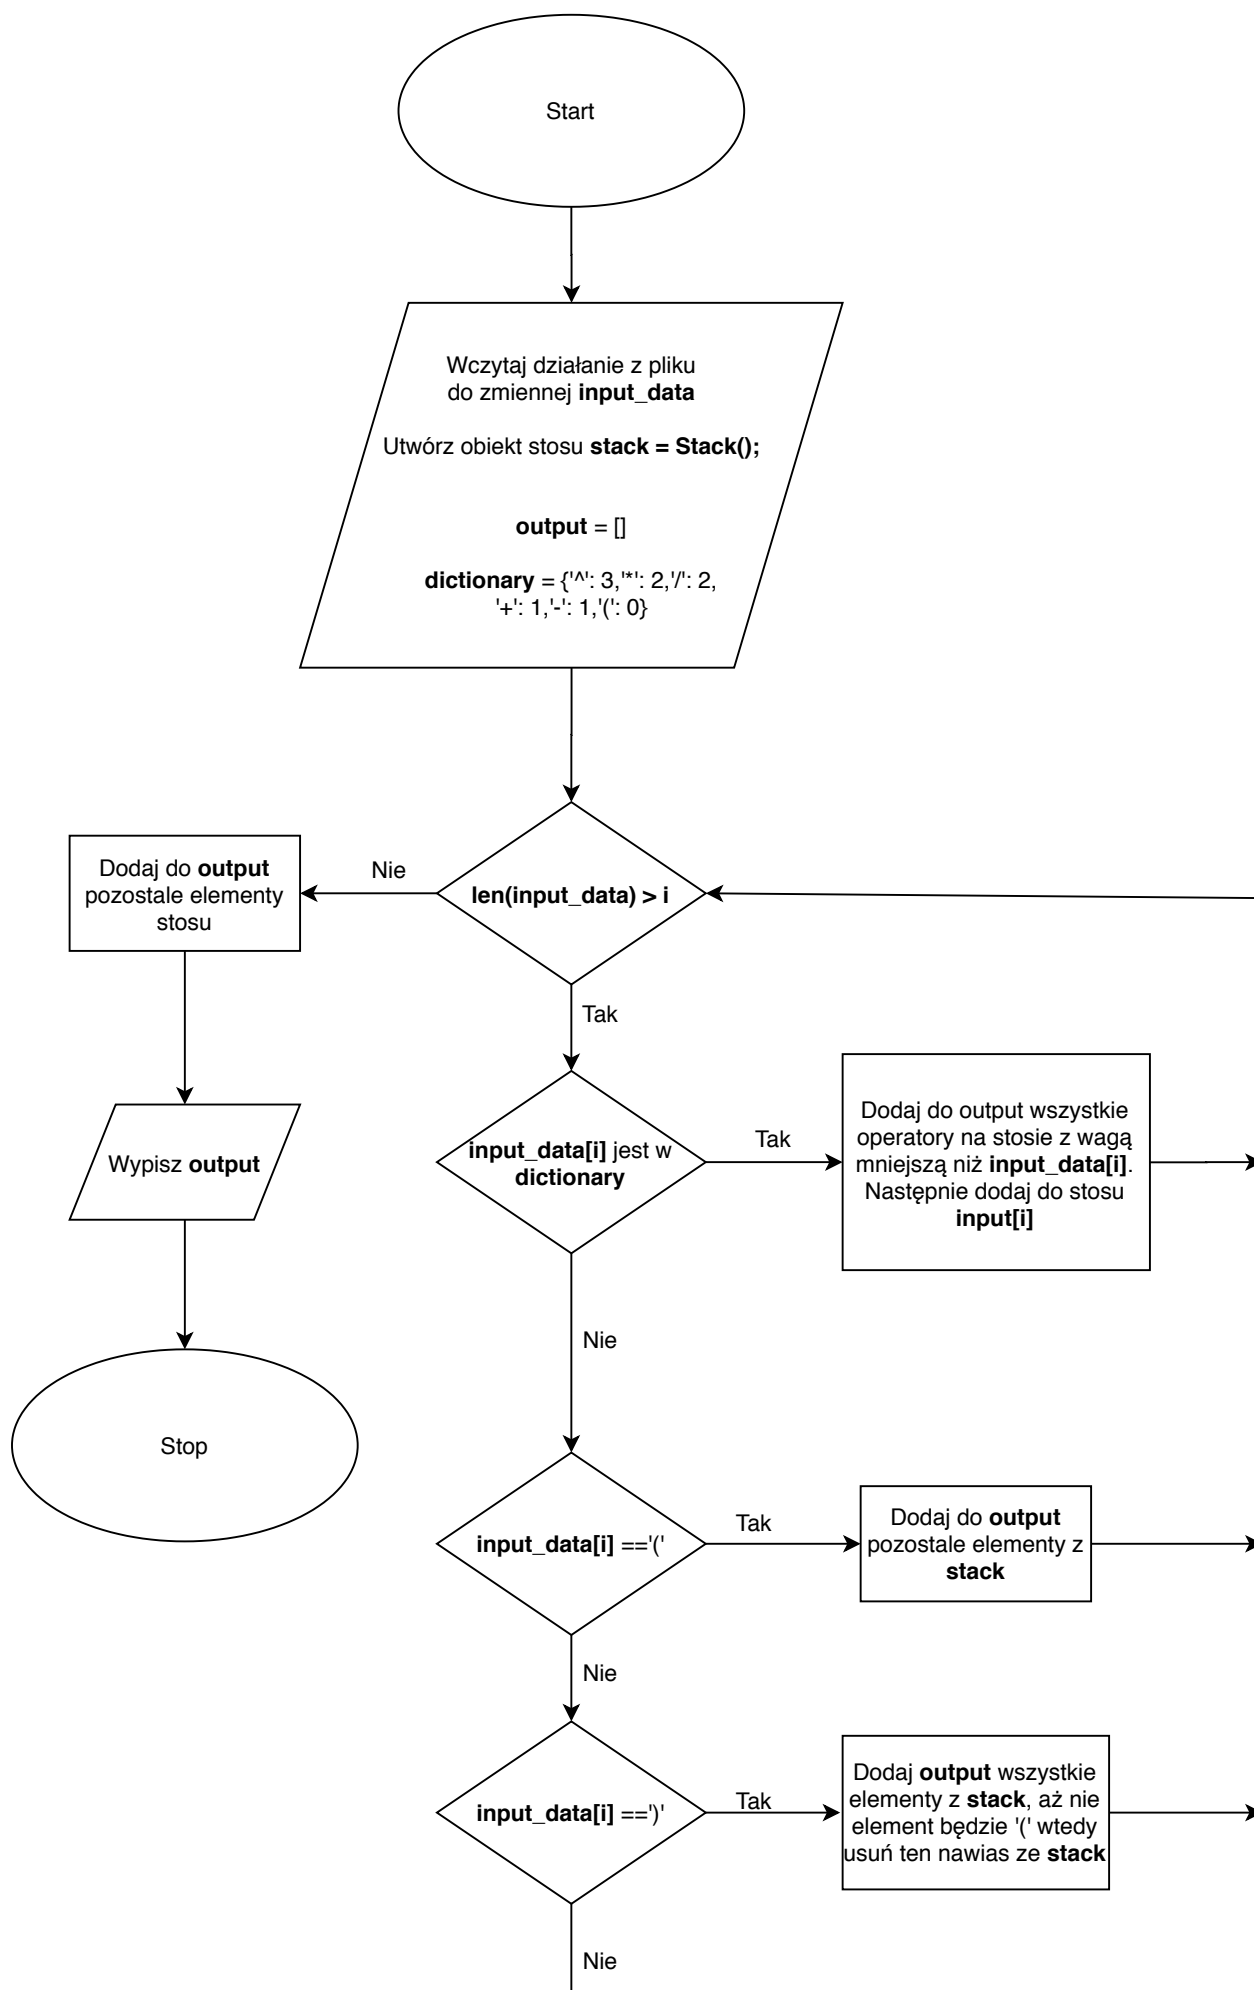 Start
Wczytaj działanie z pliku
do zmiennej input_data
Utwórz obiekt stosu stack = Stack();
output = []
dictionary = {'^': 3,'*': 2,'/': 2,
'+': 1,'-': 1,'(': 0}
len(input_data) > i
Nie
Dodaj do output
pozostale elementy
stosu
Wypisz output
Stop
Tak
input_data[i] jest w
dictionary
Tak
Dodaj do output wszystkie
operatory na stosie z wagą
mniejszą niż input_data[i].
Następnie dodaj do stosu
input[i]
Nie
input_data[i] =='('
Tak
Dodaj do output
pozostale elementy z
stack
Nie
input_data[i] ==')'
Tak
Dodaj output wszystkie
elementy z stack, aż nie
element będzie '(' wtedy
usuń ten nawias ze stack
Nie